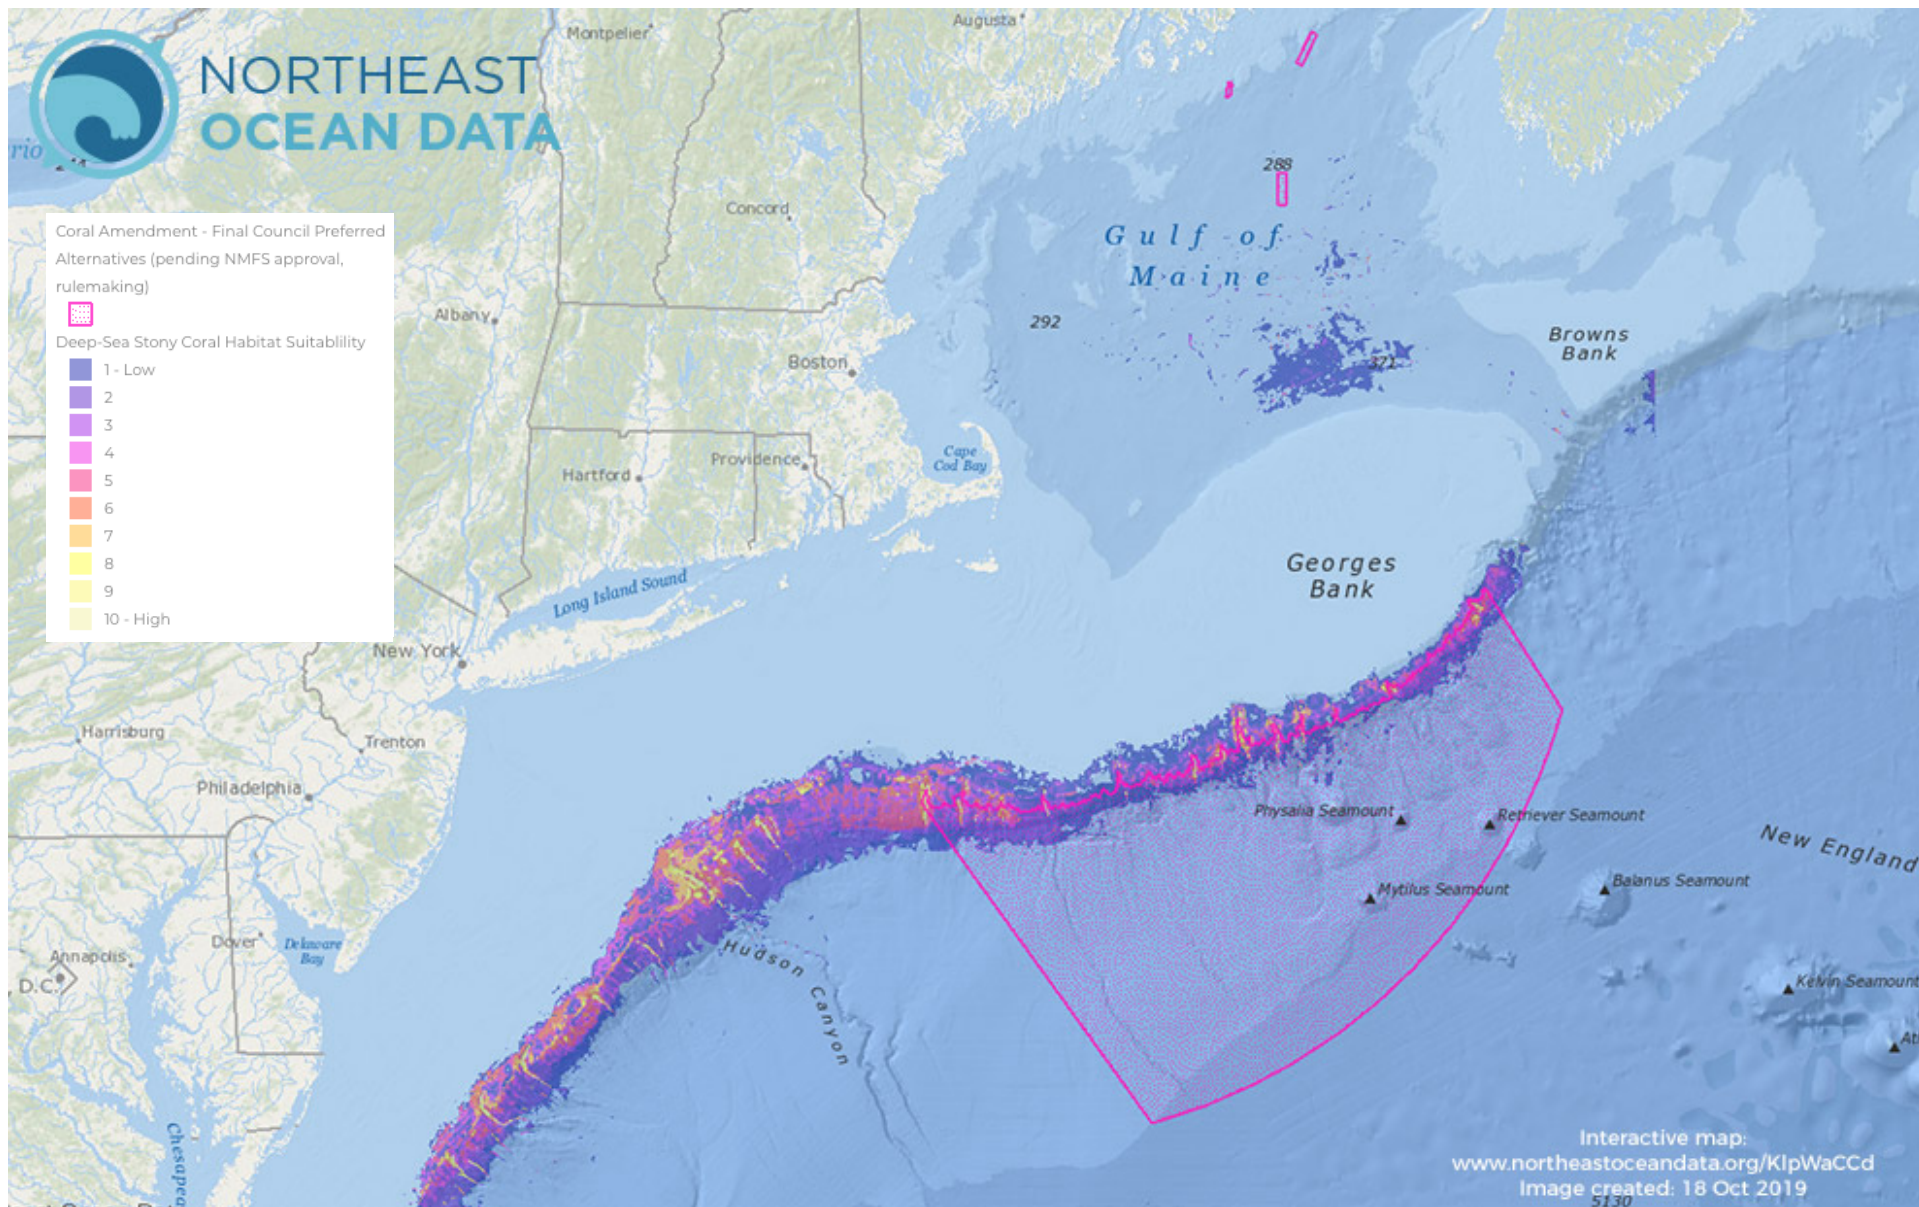 NORTHEAST
OCEAN DATA
Montpelier
Augusta
rio
Coral Amendment - Final Council Preferred
Alternatives (pending NMFS approval,
rulemaking)
Deep-Sea Stony Coral Habitat Suitablility
1 - Low
2
3
4
5
6
7
8
9
10 - High
288
Concord
Gulf of
Maine
Albany
292
Browns
Bank
Boston
371
Cape
Cod Bay
Providence
Hartford
Georges
Bank
Long Island Sound
New York
Harrisburg
Trenton
Philadelphia
Physalia Seamount
Retriever Seamount
New England
Mytilus Seamount
Balanus Seamount
Dover
Delaware
Bay
Annapolis
D.C.
Hudson Canyon
Kelvin Seamount
Atl
Chesapea
Interactive map:
www.northeastoceandata.org/KlpWaCCd
Image created: 18 Oct 2019
5130